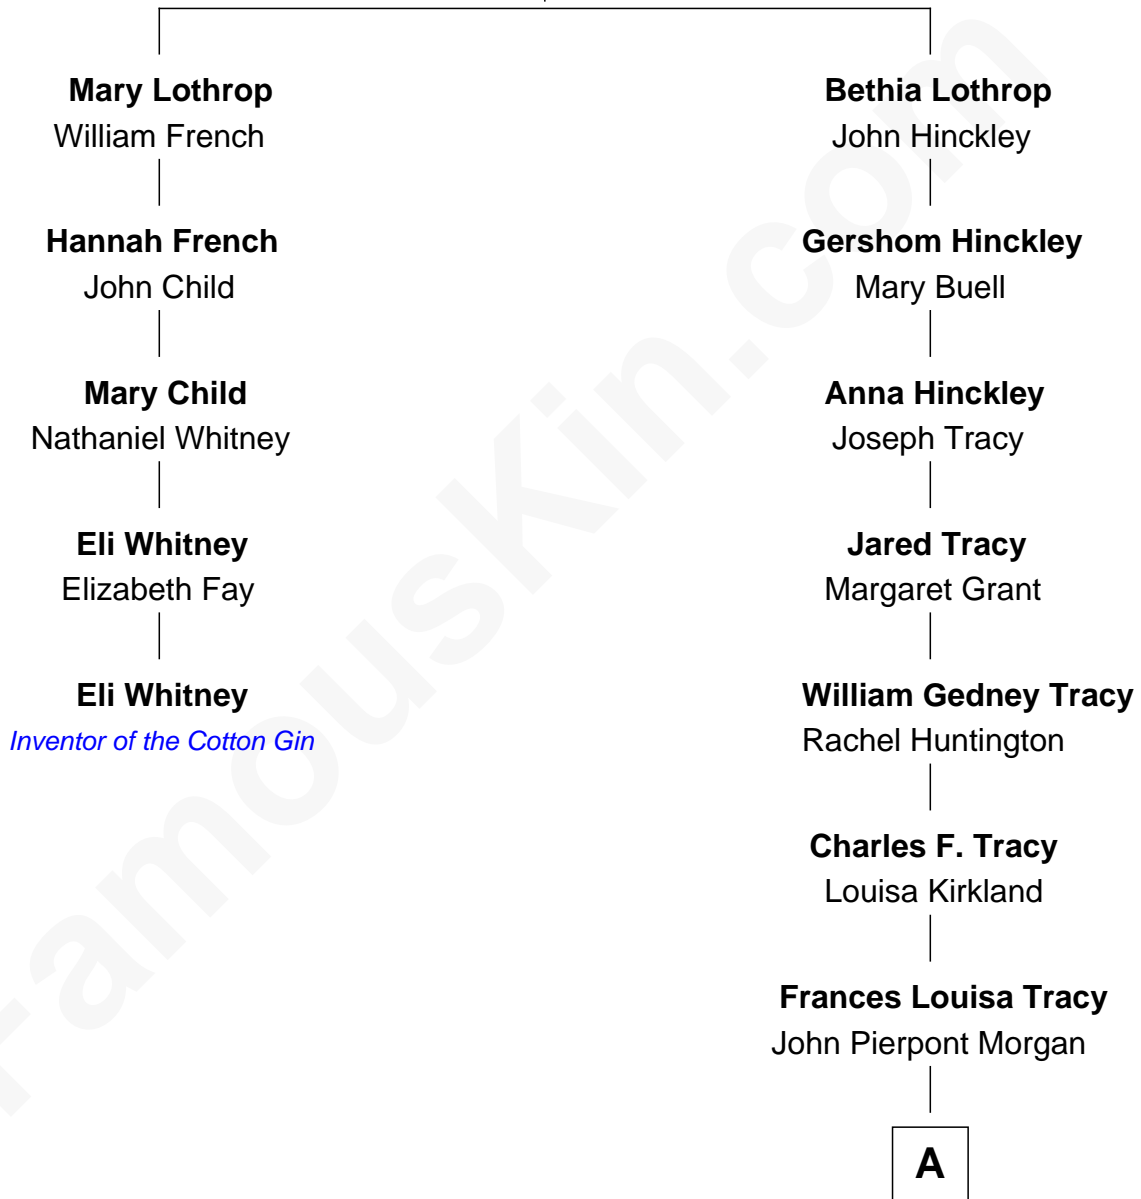 Mary Lothrop
William French
Hannah French
John Child
Mary Child
Nathaniel Whitney
Eli Whitney
Elizabeth Fay
Eli Whitney
Inventor of the Cotton Gin
Bethia Lothrop
John Hinckley
Gershom Hinckley
Mary Buell
Anna Hinckley
Joseph Tracy
Jared Tracy
Margaret Grant
William Gedney Tracy
Rachel Huntington
Charles F. Tracy
Louisa Kirkland
Frances Louisa Tracy
John Pierpont Morgan
A
FamousKin.com